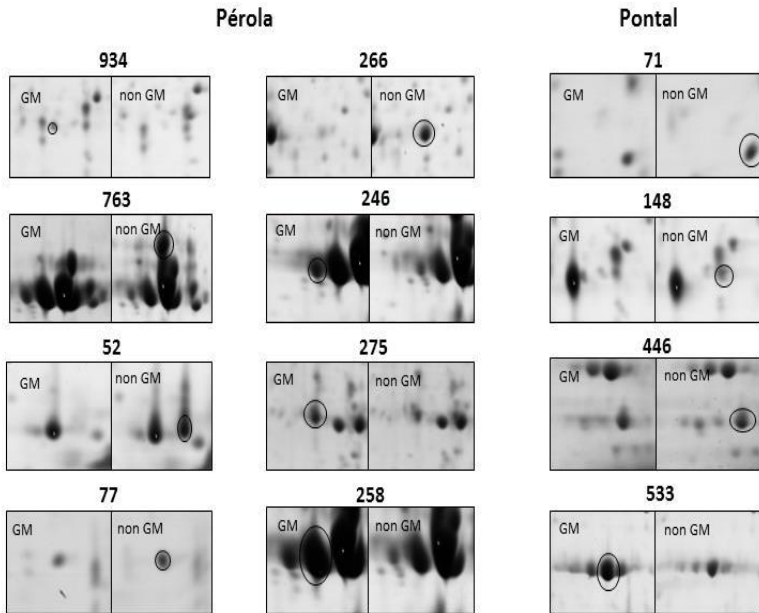 Pérola Pontal
934 266 71
GM non GM GM non GM GM non GM
763 246 148
GM non GM GM non GM GM non GM
52 275 446
GM non GM GM non GM GM non GM
77 258 533
GM non GM GM non GM GM non GM